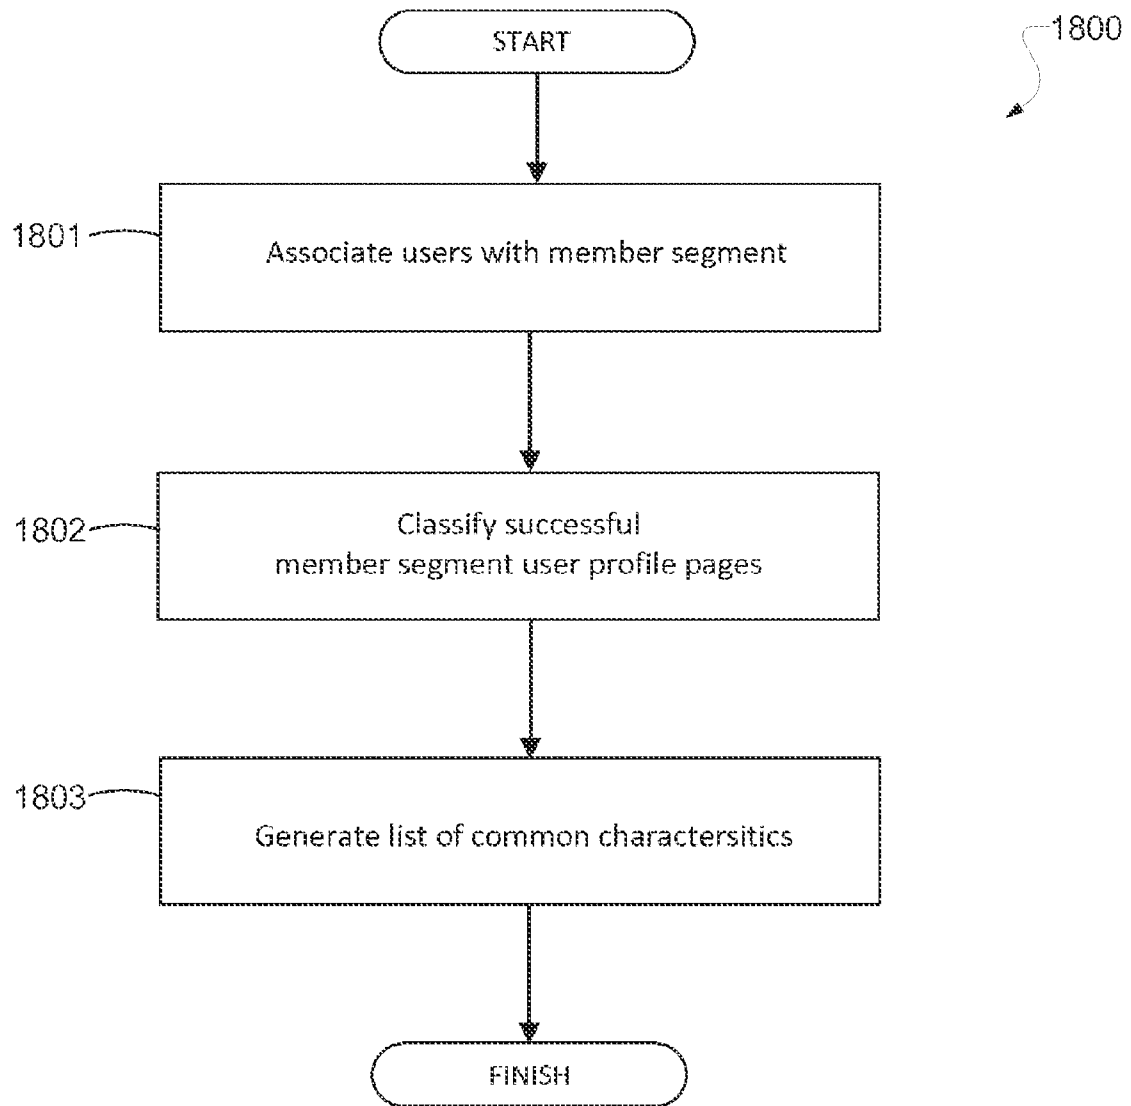 START
1800
1801
Associate users with member segment
1802
Classify successful
member segment user profile pages
1803
Generate list of common charactersitics
FINISH